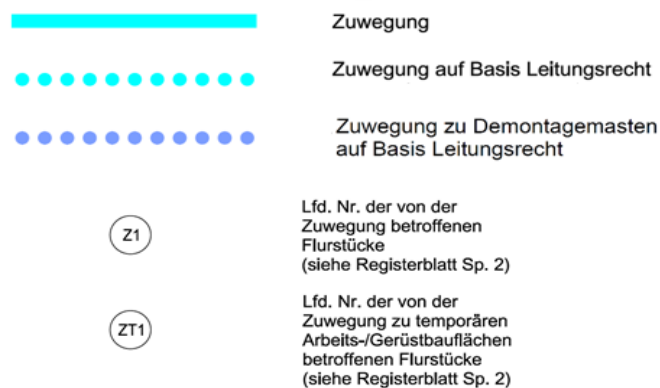 Zuwegung
Zuwegung auf Basis Leitungsrecht
Zuwegung zu Demontagemasten
auf Basis Leitungsrecht
Z1
Lfd. Nr. der von der
Zuwegung betroffenen
Flurstücke
(siehe Registerblatt Sp. 2)
ZT1
Lfd. Nr. der von der
Zuwegung zu temporären
Arbeits-/Gerüstbauflächen
betroffenen Flurstücke
(siehe Registerblatt Sp. 2)